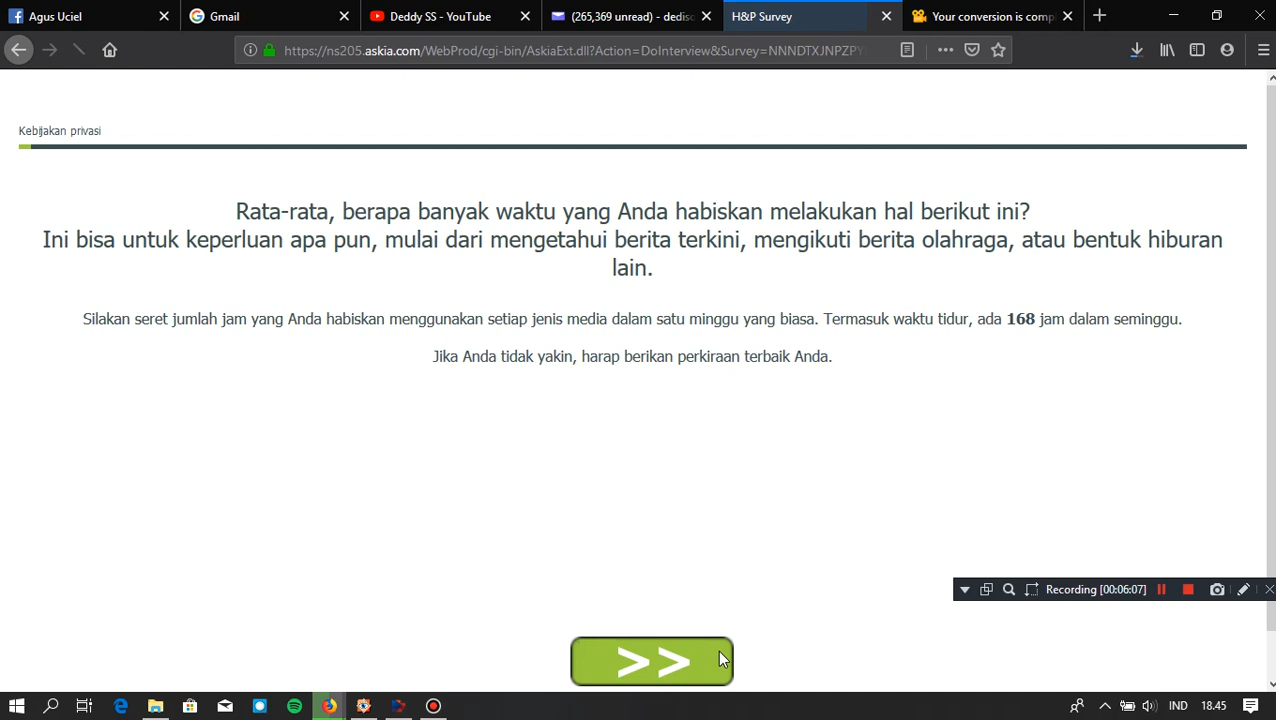 Agus Uciel
Gmail
Deddy SS - YouTube
(265,369 unread) - dediso
H&P Survey
Your conversion is comp
https://ns205.askia.com/WebProd/cgi-bin/AskiaExt.dll?Action=DoInterview&Survey=NNNDTXJNPZPY
Kebijakan privasi
Rata-rata, berapa banyak waktu yang Anda habiskan melakukan hal berikut ini?
Ini bisa untuk keperluan apa pun, mulai dari mengetahui berita terkini, mengikuti berita olahraga, atau bentuk hiburan
lain.
Silakan seret jumlah jam yang Anda habiskan menggunakan setiap jenis media dalam satu minggu yang biasa. Termasuk waktu tidur, ada 168 jam dalam seminggu.
Jika Anda tidak yakin, harap berikan perkiraan terbaik Anda.
Recording [00:06:07]
>>
IND
18.45